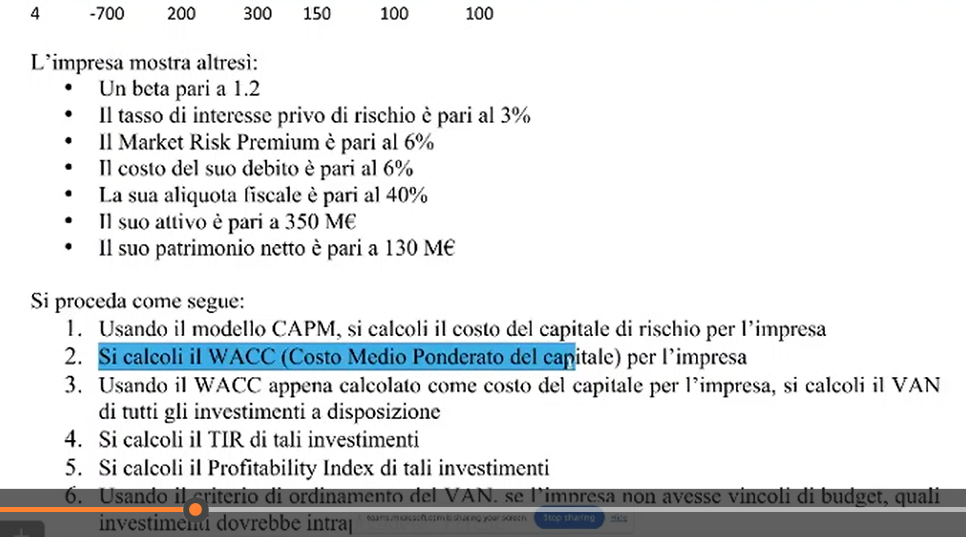 4 -700 200 300 150 100 100
L’impresa mostra altresì:
• Un beta pari a 1.2
• Il tasso di interesse privo di rischio è pari al 3%
• Il Market Risk Premium è pari al 6%
• Il costo del suo debito è pari al 6%
• La sua aliquota fiscale è pari al 40%
• Il suo attivo è pari a 350 M€
• Il suo patrimonio netto è pari a 130 M€
Si proceda come segue:
1. Usando il modello CAPM, si calcoli il costo del capitale di rischio per l’impresa
2. Si calcoli il WACC (Costo Medio Ponderato del capitale) per l’impresa
3. Usando il WACC appena calcolato come costo del capitale per l’impresa, si calcoli il VAN
di tutti gli investimenti a disposizione
4. Si calcoli il TIR di tali investimenti
5. Si calcoli il Profitability Index di tali investimenti
6. Usando il criterio di ordinamento del VAN, se l’impresa non avesse vincoli di budget, quali
investimenti dovrebbe intrap
teams.microsoft.com is sharing your screen. Stop sharing Hide